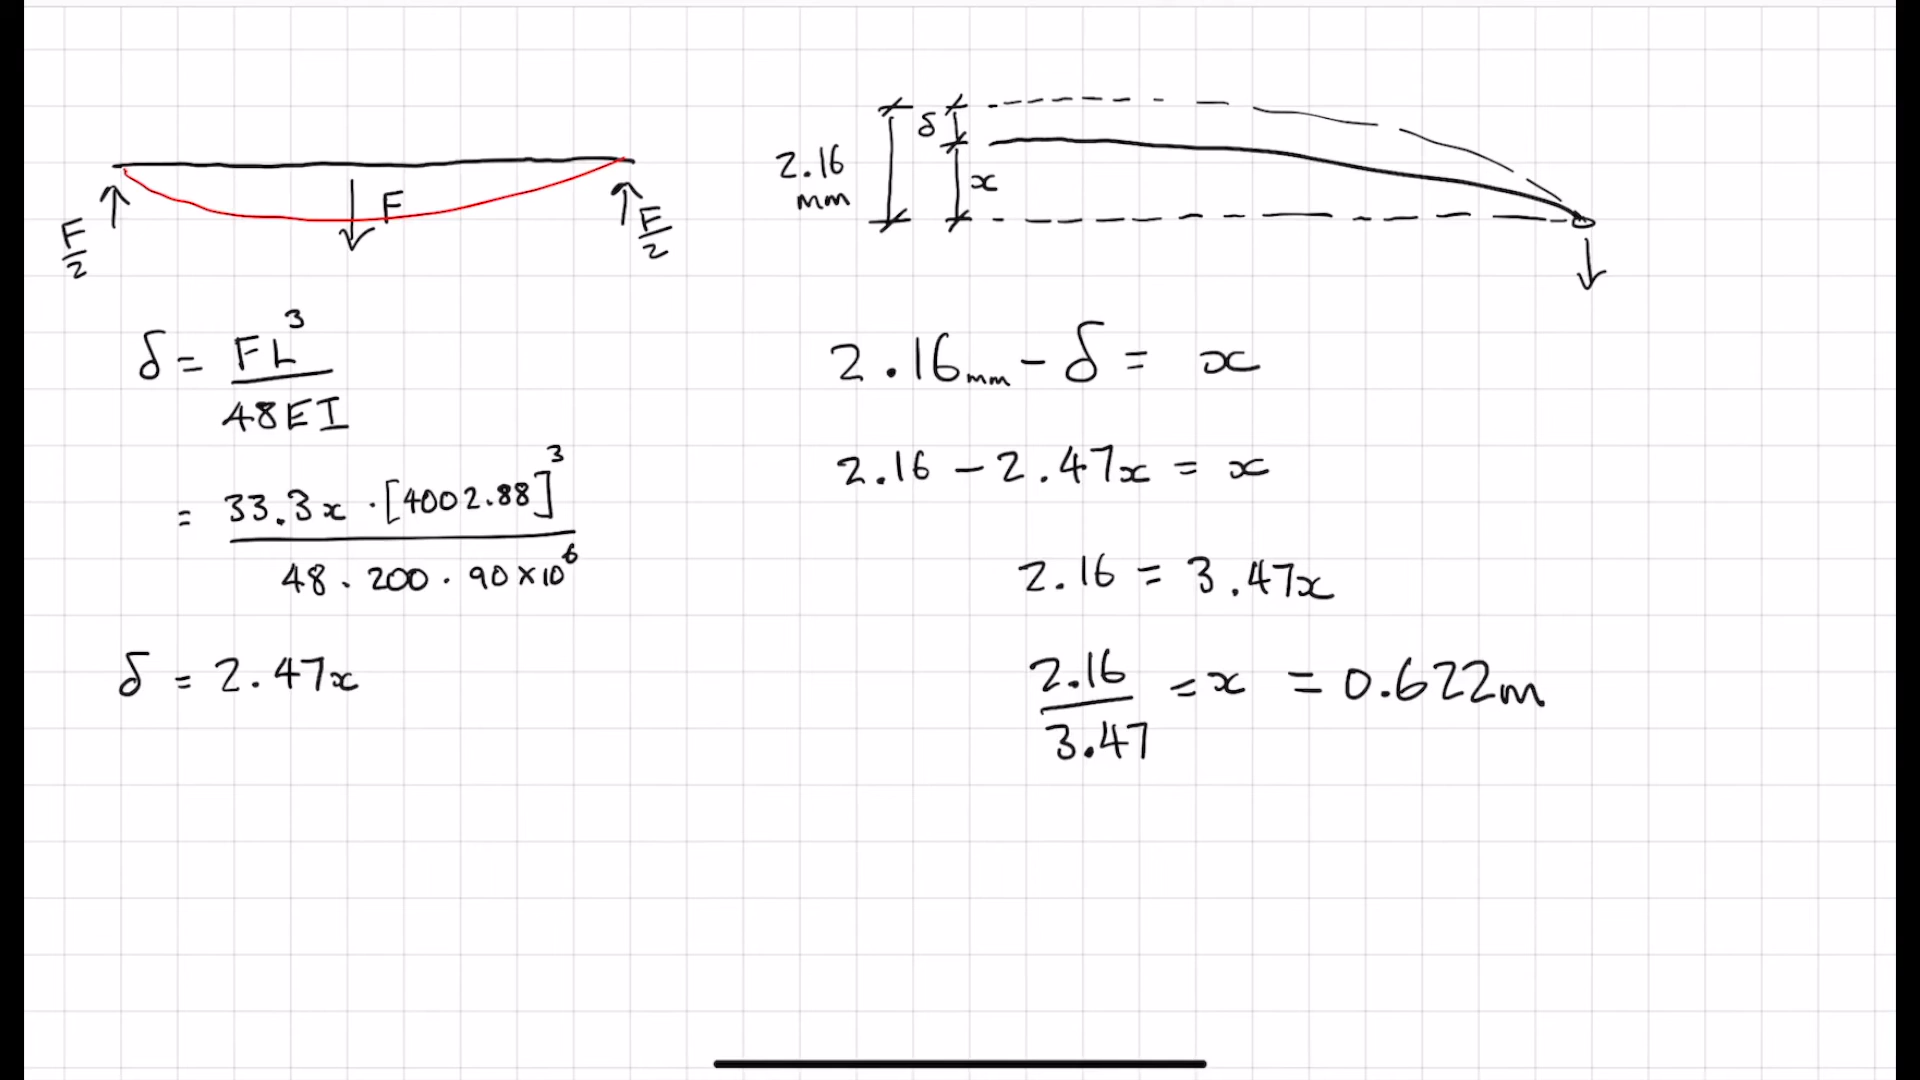 F/2
F
F/2
δ = FL³/48EI
= 33.3x · [4002.88]³ / 48 · 200 · 90×10⁶
δ = 2.47x
2.16 mm
δ
x
2.16mm - δ = x
2.16 - 2.47x = x
2.16 = 3.47x
2.16/3.47 = x = 0.622m